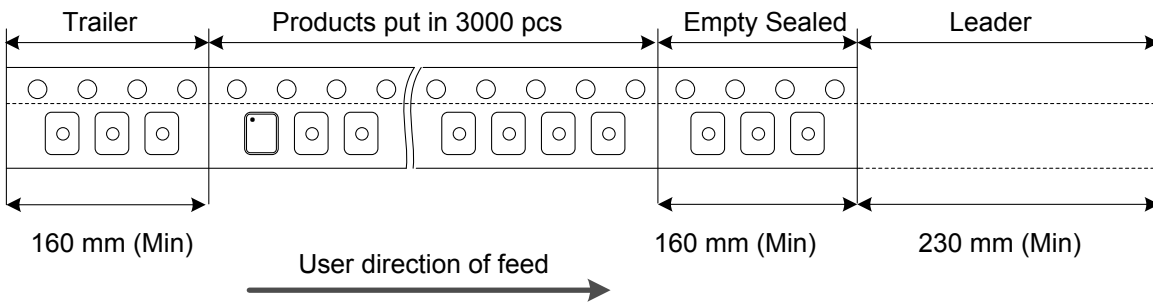 Trailer
Products put in 3000 pcs
Empty Sealed
Leader
160 mm (Min)
160 mm (Min)
230 mm (Min)
User direction of feed